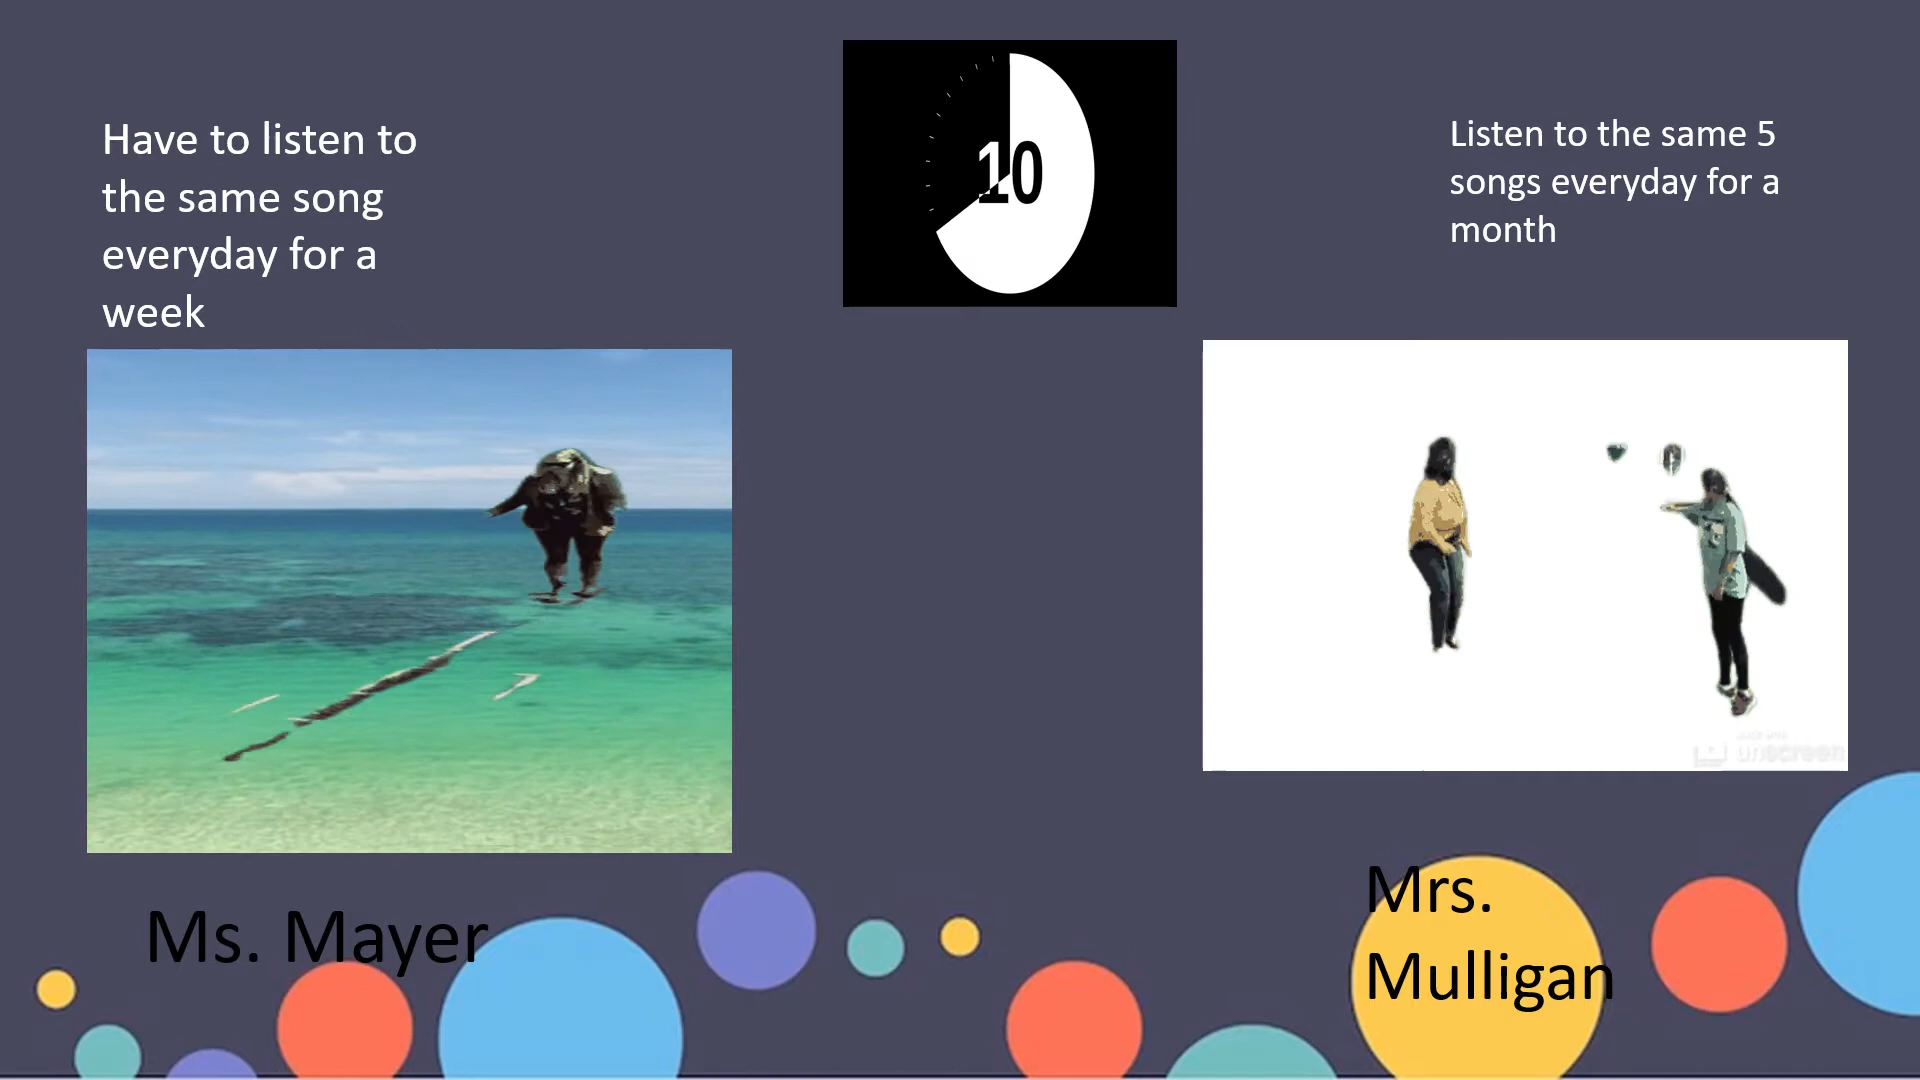 Have to listen to
the same song
everyday for a
week
10
Listen to the same 5
songs everyday for a
month
unscreen
Ms. Mayer
Mrs.
Mulligan